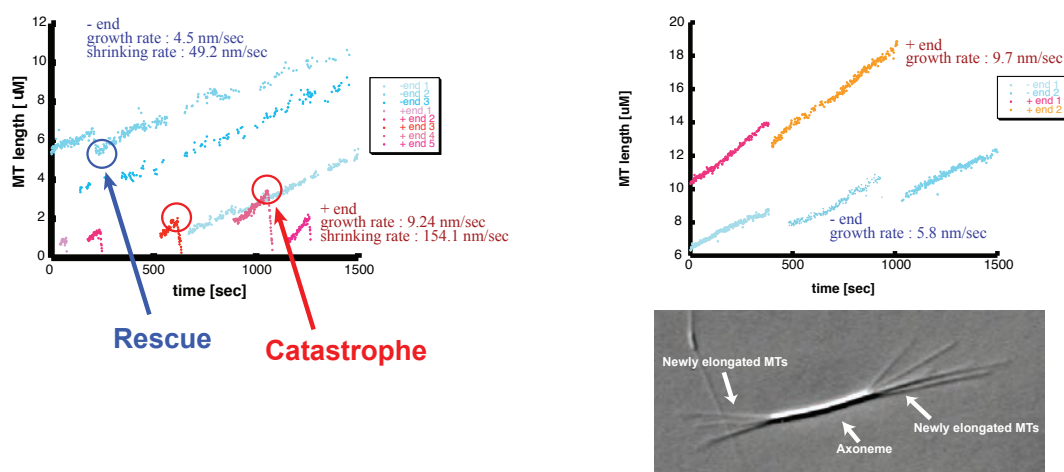 12
10
8
6
4
2
0
MT length [ uM]
- end
growth rate : 4.5 nm/sec
shrinking rate : 49.2 nm/sec
-end 1
-end 2
-end 3
+end 1
+ end 2
+ end 3
+ end 4
+ end 5
+ end
growth rate : 9.24 nm/sec
shrinking rate : 154.1 nm/sec
0
500
1000
1500
time [sec]
Rescue
Catastrophe
20
18
16
14
12
10
8
6
MT length [uM]
+ end
growth rate : 9.7 nm/sec
- end 1
- end 2
+ end 1
+ end 2
- end
growth rate : 5.8 nm/sec
0
500
1000
1500
time [sec]
Newly elongated MTs
Newly elongated MTs
Axoneme